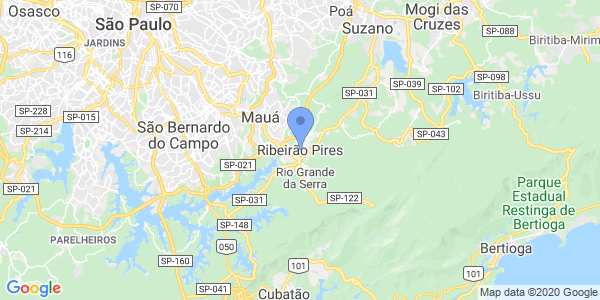 Osasco
SP-070
São Paulo
JARDINS
116
Poá
Suzano
Mogi das
Cruzes
SP-088
Biritiba-Mirim
SP-031
SP-039
SP-102
SP-098
Biritiba-Ussu
SP-228
SP-015
SP-214
Mauá
São Bernardo
do Campo
SP-043
Ribeirão Pires
SP-021
SP-021
Rio Grande
da Serra
SP-031
SP-122
Parque
Estadual
Restinga de
Bertioga
SP-148
PARELHEIROS
050
Bertioga
SP-160
101
101
SP-041
Cubatão
Google
Map data ©2020 Google